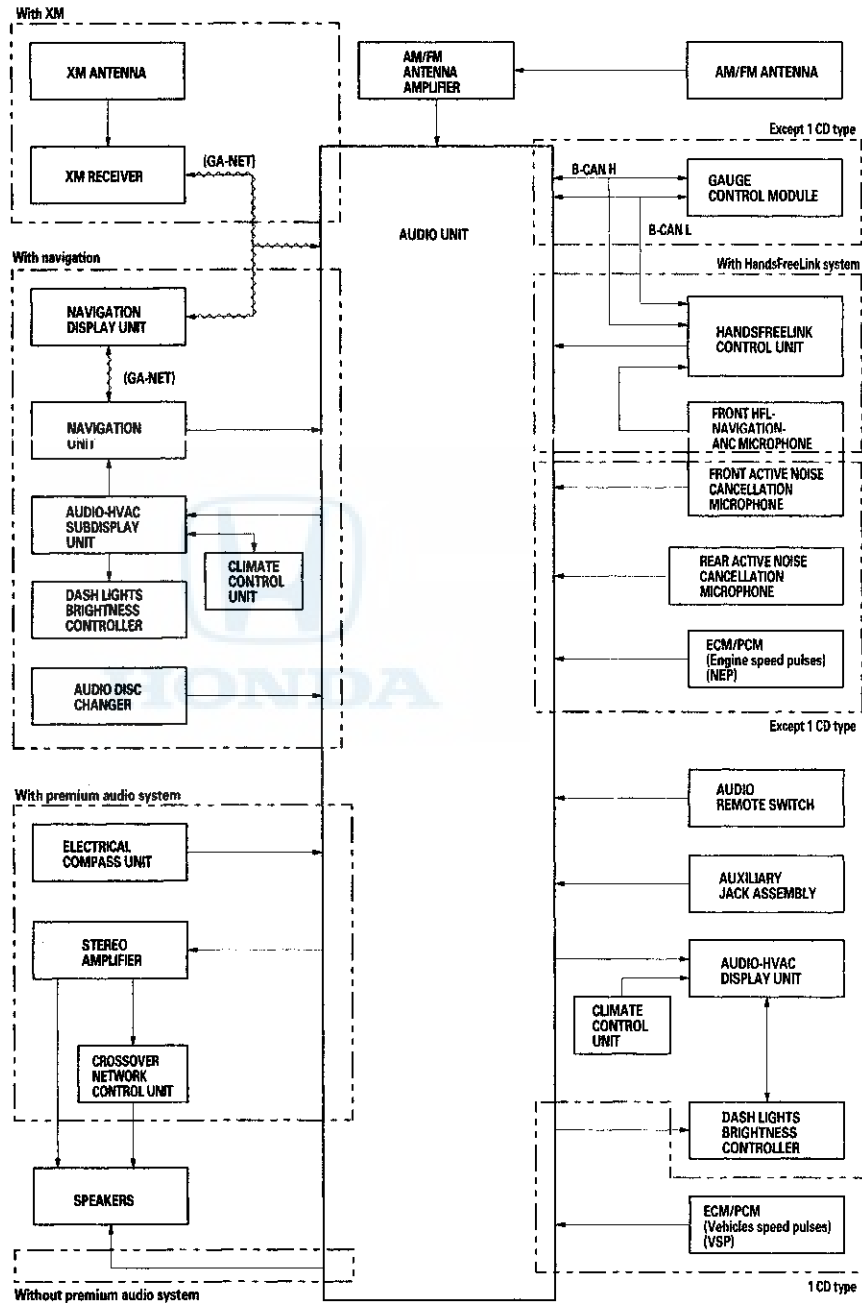 With XM
XM ANTENNA
XM RECEIVER
(GA-NET)
AM/FM
ANTENNA
AMPLIFIER
AM/FM ANTENNA
AUDIO UNIT
Except 1 CD type
B-CAN H
GAUGE
CONTROL MODULE
B-CAN L
With navigation
NAVIGATION
DISPLAY UNIT
(GA-NET)
NAVIGATION
UNIT
AUDIO-HVAC
SUBDISPLAY
UNIT
CLIMATE
CONTROL
UNIT
DASH LIGHTS
BRIGHTNESS
CONTROLLER
AUDIO DISC
CHANGER
With HandsFreeLink system
HANDSFREELINK
CONTROL UNIT
FRONT HFL-
NAVIGATION-
ANC MICROPHONE
FRONT ACTIVE NOISE
CANCELLATION
MICROPHONE
REAR ACTIVE NOISE
CANCELLATION
MICROPHONE
ECM/PCM
(Engine speed pulses)
(NEP)
Except 1 CD type
HONDA
With premium audio system
ELECTRICAL
COMPASS UNIT
STEREO
AMPLIFIER
CROSSOVER
NETWORK
CONTROL UNIT
SPEAKERS
Without premium audio system
AUDIO
REMOTE SWITCH
AUXILIARY
JACK ASSEMBLY
AUDIO-HVAC
DISPLAY UNIT
CLIMATE
CONTROL
UNIT
DASH LIGHTS
BRIGHTNESS
CONTROLLER
ECM/PCM
(Vehicles speed pulses)
(VSP)
1 CD type